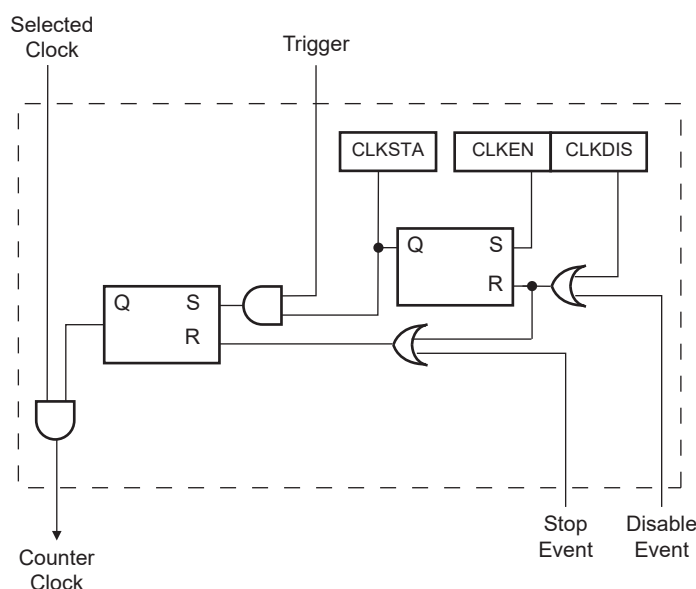 Selected
Clock
Trigger
CLKSTA
CLKEN
CLKDIS
Q
S
R
Q
S
R
Stop
Event
Disable
Event
Counter
Clock